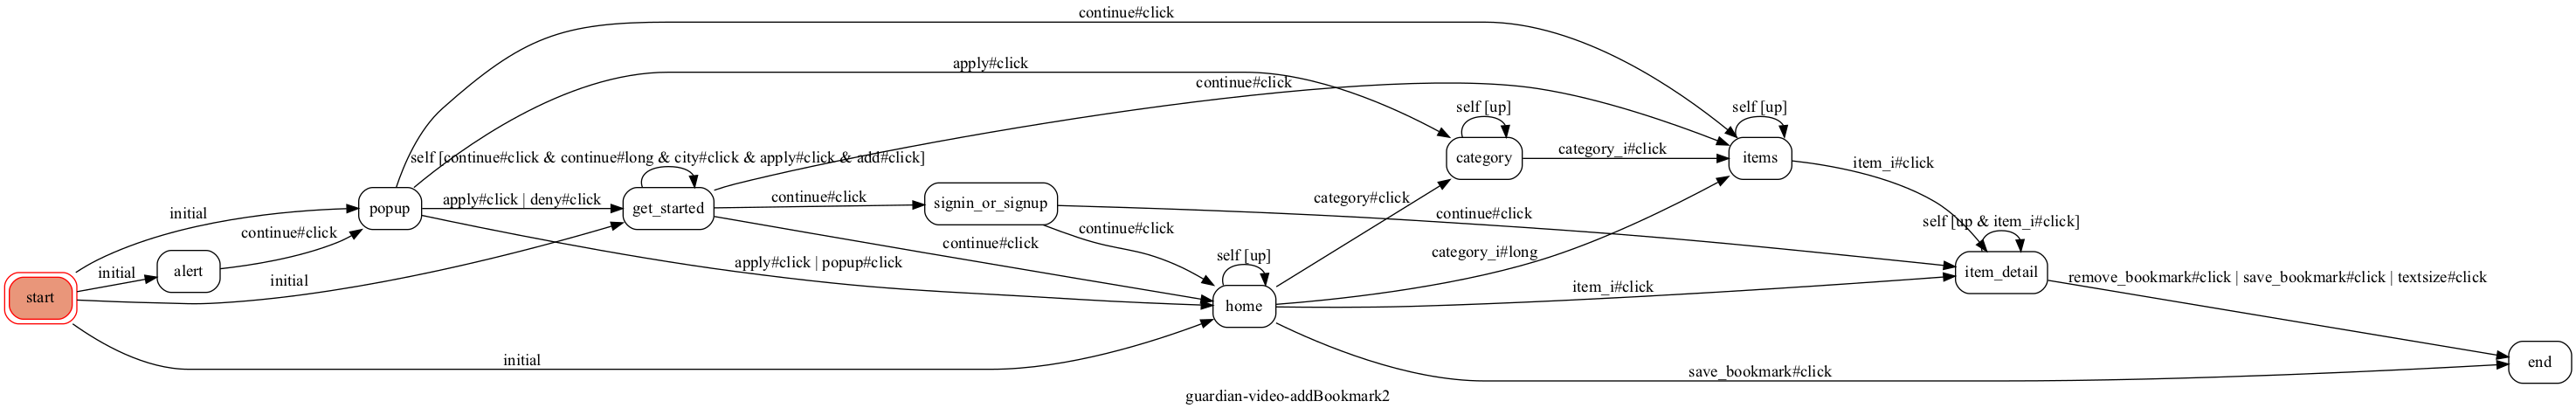 continue#click
apply#click
continue#click
self [up]
self [up]
self [continue#click & continue#long & city#click & apply#click & add#click]
category
category_i#click
items
item_i#click
popup
apply#click | deny#click
get_started
continue#click
signin_or_signup
category#click
continue#click
initial
continue#click
continue#click
continue#click
self [up & item_i#click]
apply#click | popup#click
self [up]
category_i#long
initial
alert
item_detail
remove_bookmark#click | save_bookmark#click | textsize#click
start
initial
home
item_i#click
initial
end
save_bookmark#click
guardian-video-addBookmark2